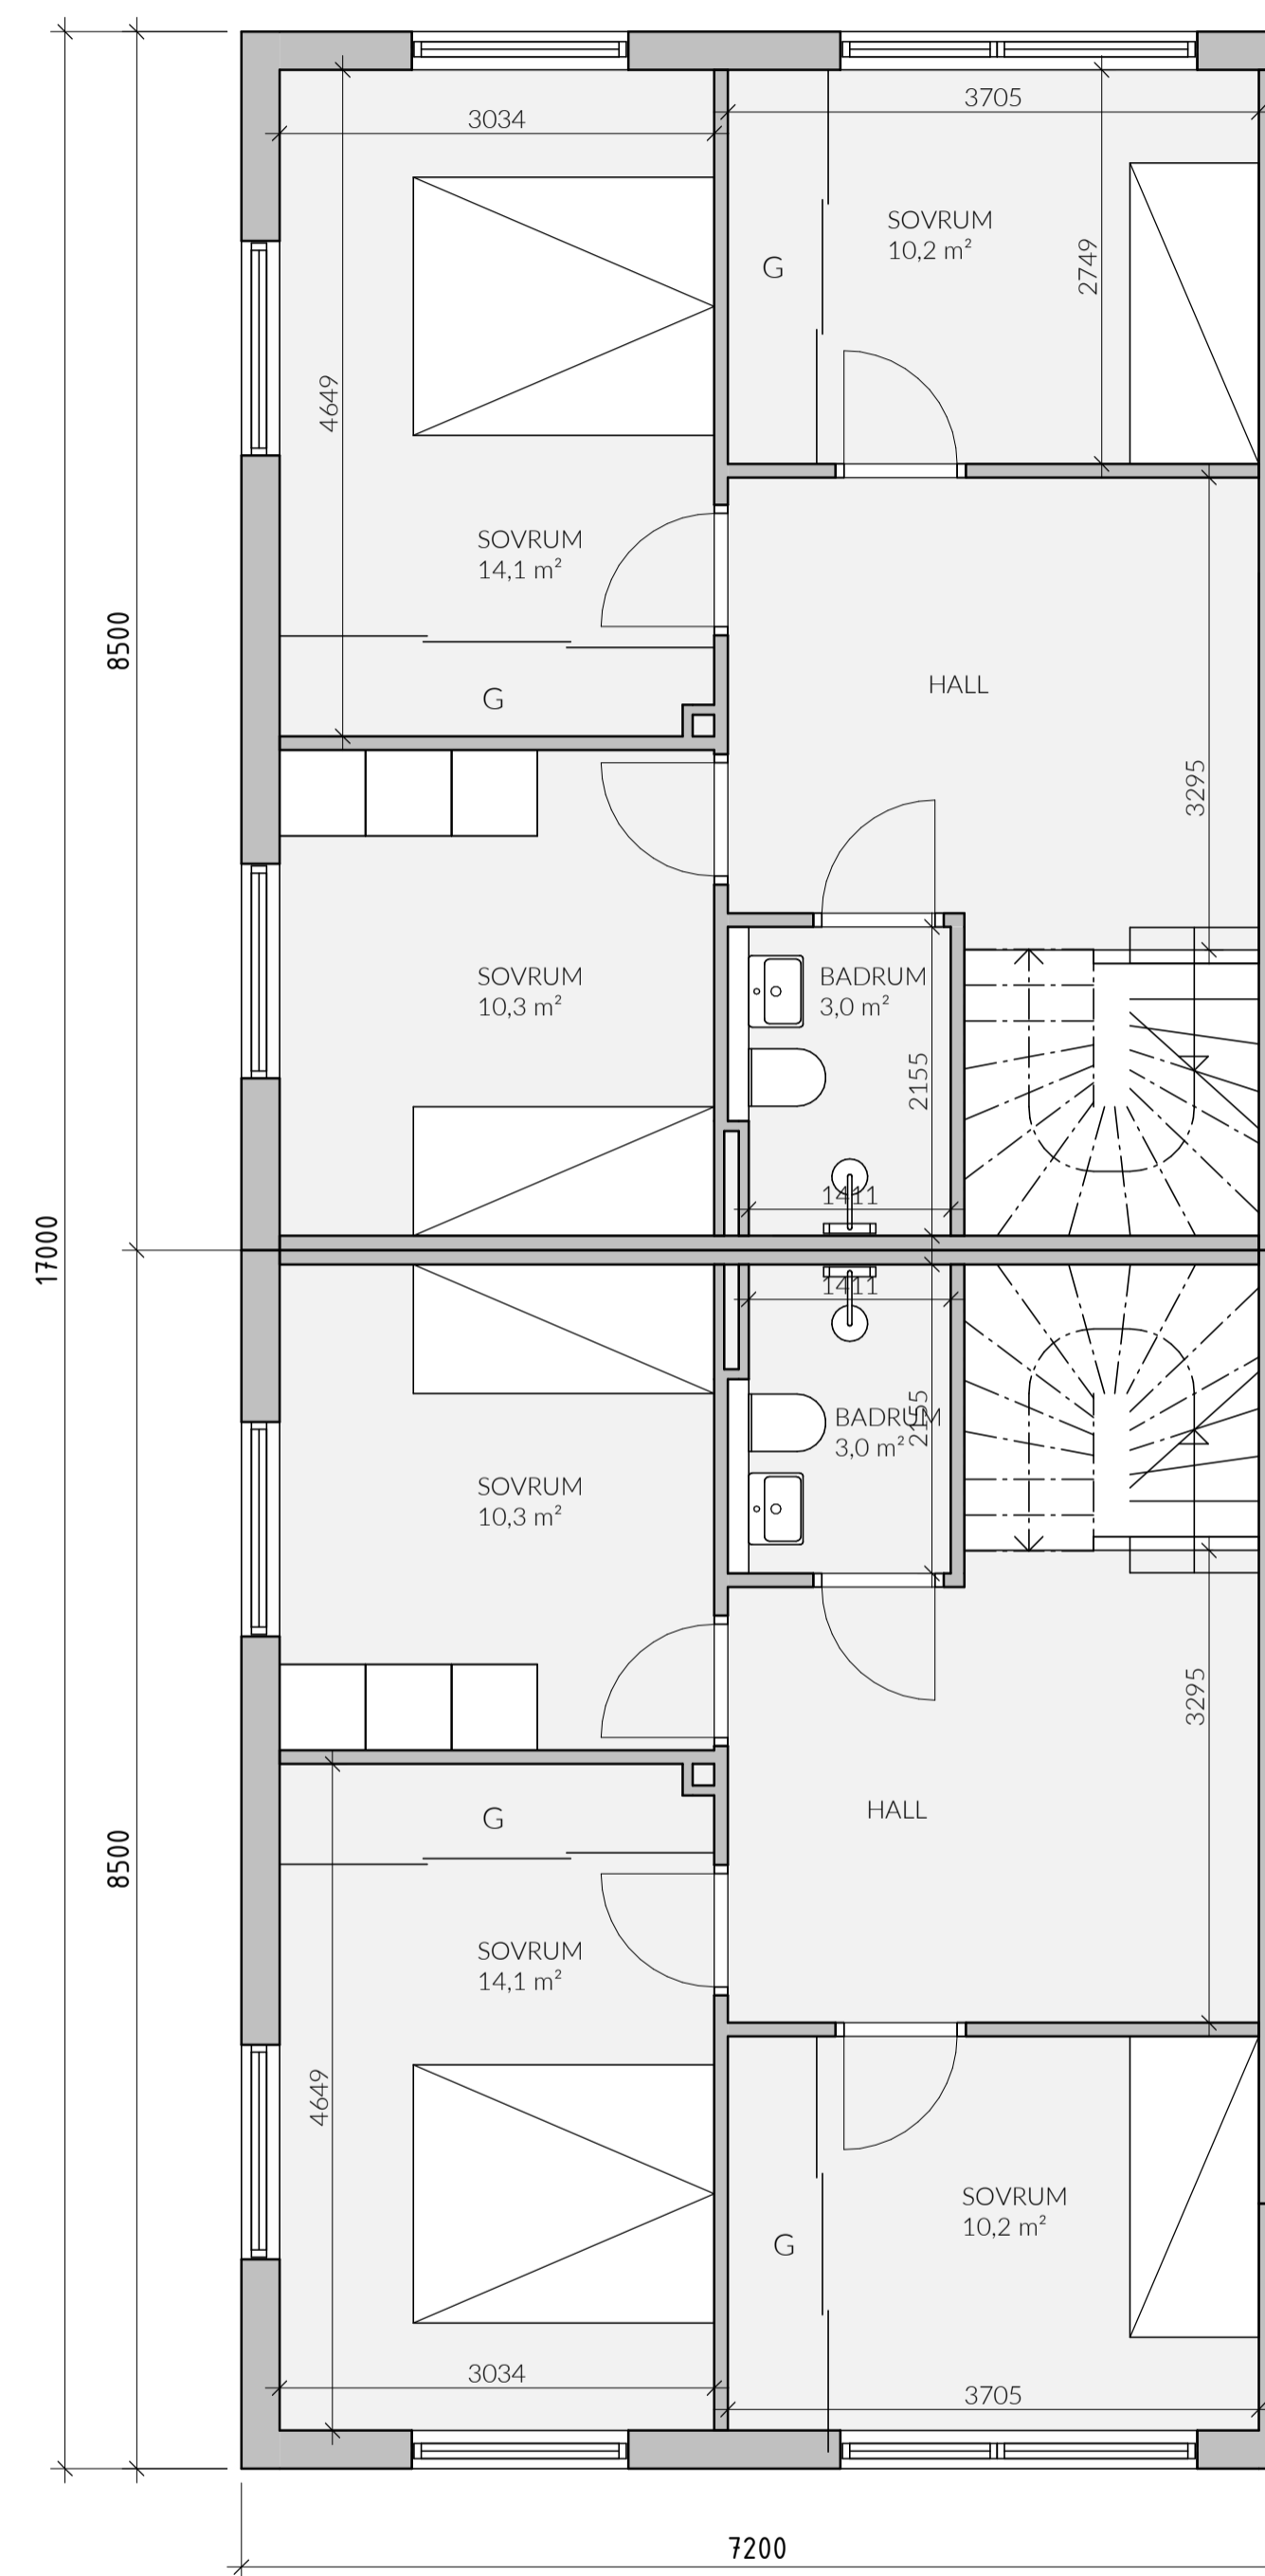 3034
3705
SOVRUM
10,2 m²
G
2749
4649
SOVRUM
14,1 m²
8500
HALL
G
3295
SOVRUM
10,3 m²
BADRUM
3,0 m²
2155
1411
17000
1411
BADRUM
3,0 m²
2155
SOVRUM
10,3 m²
3295
HALL
G
8500
SOVRUM
14,1 m²
4649
SOVRUM
10,2 m²
G
3034
3705
7200